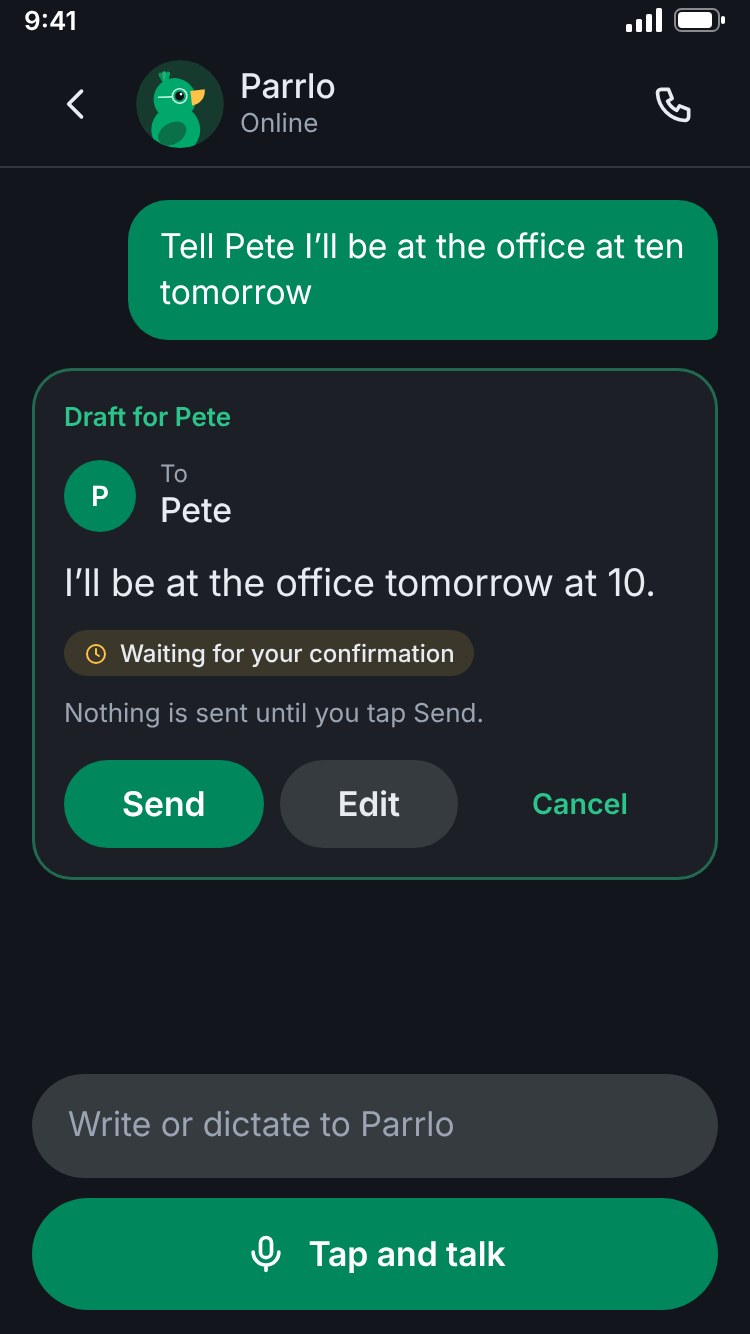 9:41
Parrlo
Online
Tell Pete I’ll be at the office at ten
tomorrow
Draft for Pete
P
To
Pete
I’ll be at the office tomorrow at 10.
Waiting for your confirmation
Nothing is sent until you tap Send.
Send
Edit
Cancel
Write or dictate to Parrlo
Tap and talk